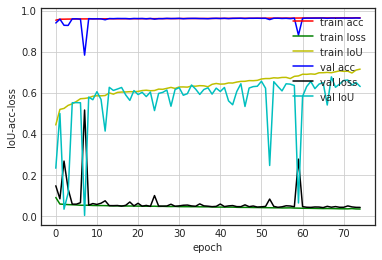 1.0
0.8
0.6
0.4
0.2
0.0
IoU-acc-loss
train acc
train loss
train IoU
val acc
val loss
val IoU
0 10 20 30 40 50 60 70
epoch